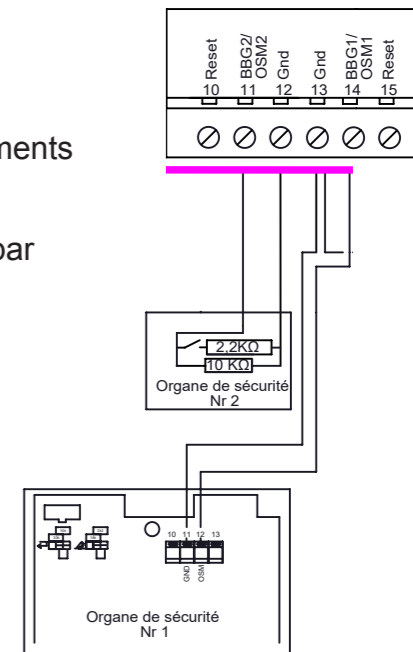 Reset
BBG2/
OSM2
Gnd
Gnd
BBG1/
OSM1
Reset
10 11 12 13 14 15
ments
par
2,2KΩ
10 KΩ
Organe de sécurité
Nr 2
10 11 12 13
GND OSM
Organe de sécurité
Nr 1